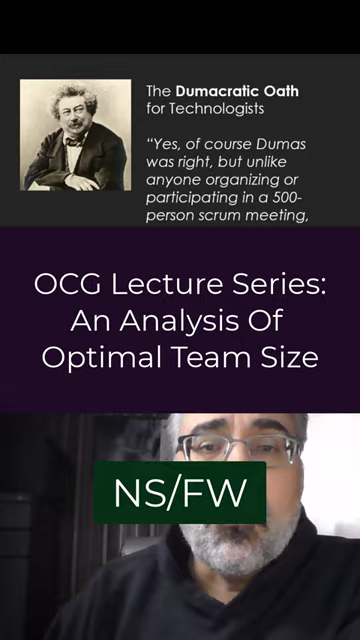 The Dumacratic Oath
for Technologists
“Yes, of course Dumas
was right, but unlike
anyone organizing or
participating in a 500-
person scrum meeting,
OCG Lecture Series:
An Analysis Of
Optimal Team Size
NS/FW